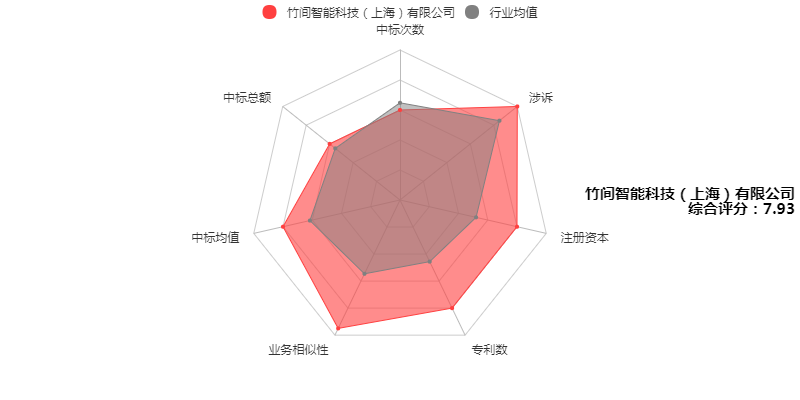 竹间智能科技（上海）有限公司 行业均值
中标次数
中标总额 涉诉
竹间智能科技（上海）有限公司
综合评分：7.93
中标均值 注册资本
业务相似性 专利数